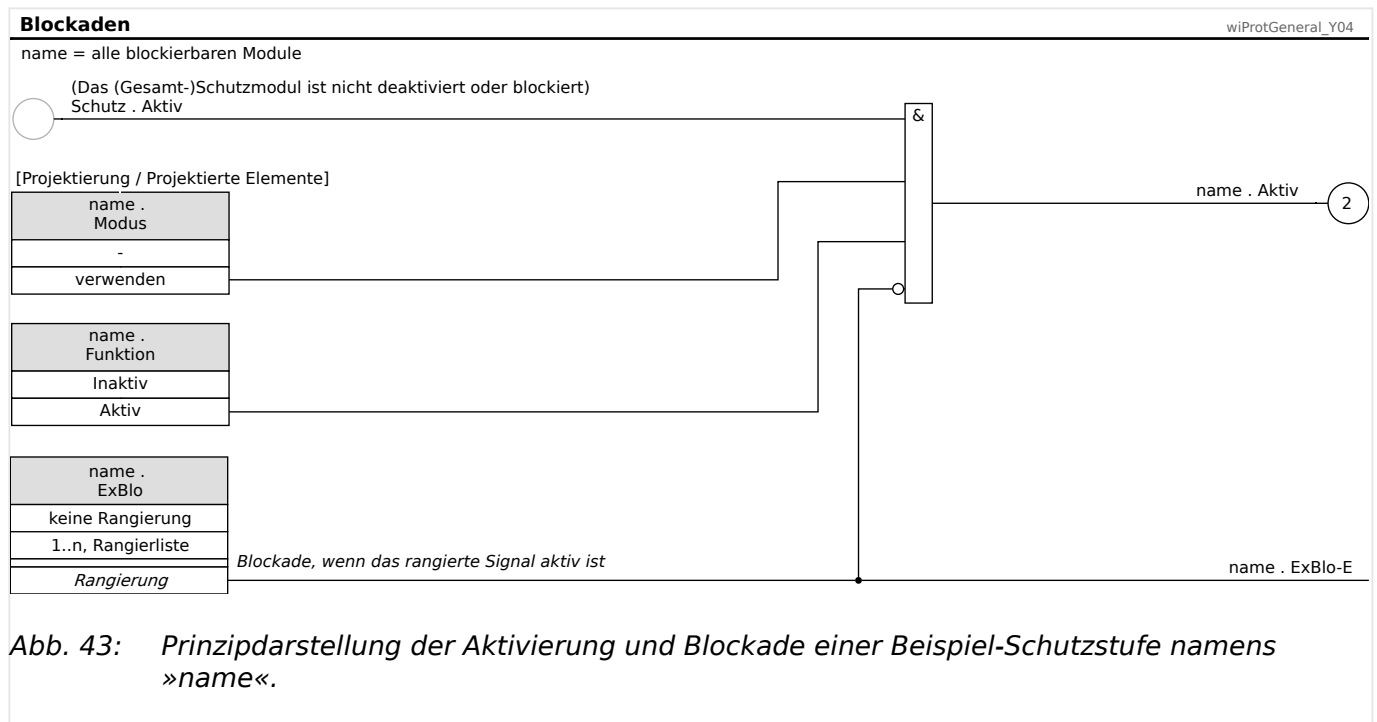 Blockaden
wiProtGeneral_Y04
name = alle blockierbaren Module
(Das (Gesamt-)Schutzmodul ist nicht deaktiviert oder blockiert)
Schutz . Aktiv
&
[Projektierung / Projektierte Elemente]
name .
Modus
-
verwenden
name . Aktiv
2
name .
Funktion
Inaktiv
Aktiv
name .
ExBlo
keine Rangierung
1..n, Rangierliste
Rangierung
Blockade, wenn das rangierte Signal aktiv ist
name . ExBlo-E
Abb. 43: Prinzipdarstellung der Aktivierung und Blockade einer Beispiel-Schutzstufe namens
»name«.